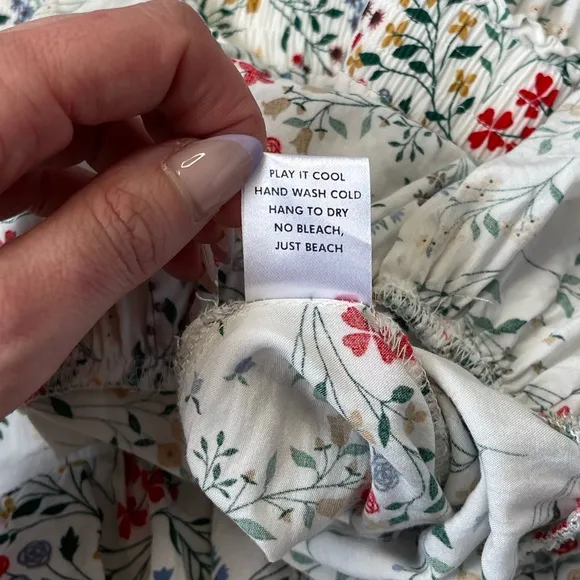 PLAY IT COOL
HAND WASH COLD
HANG TO DRY
NO BLEACH,
JUST BEACH